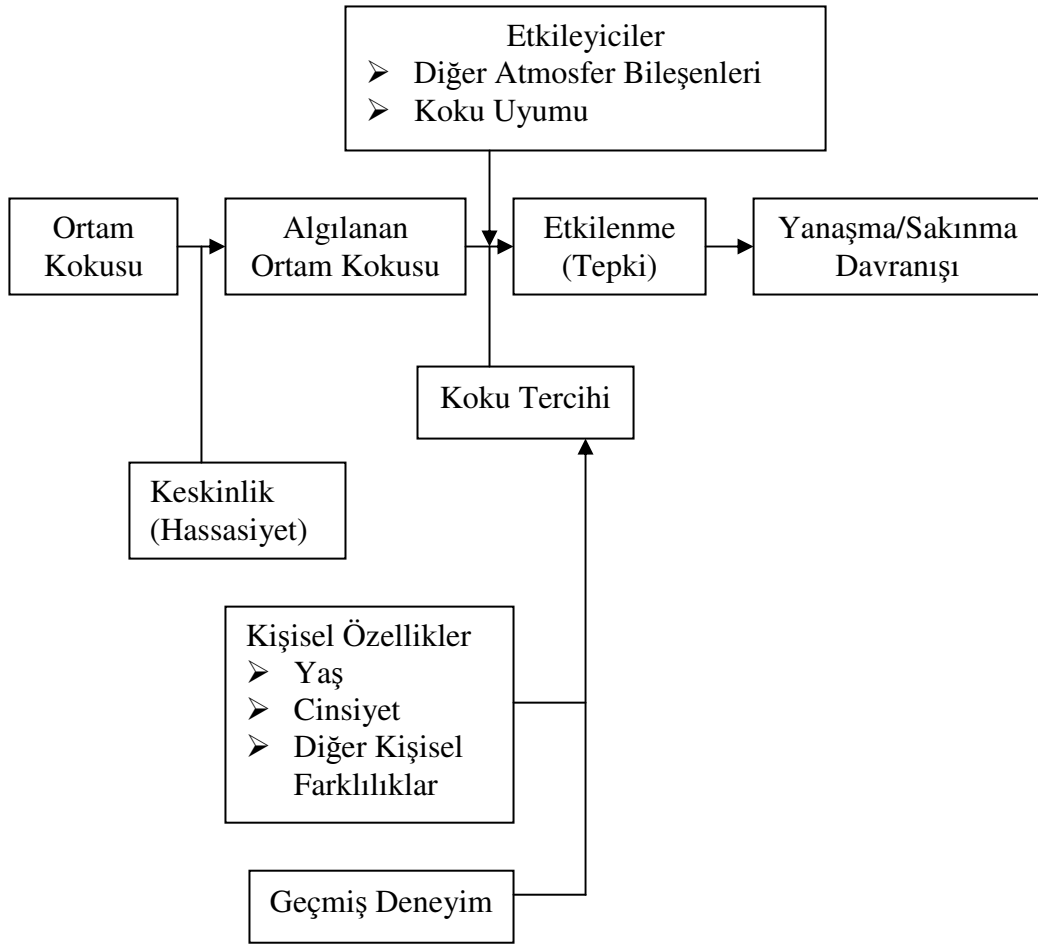 Etkileyiciler
➢ Diğer Atmosfer Bileşenleri
➢ Koku Uyumu
Ortam
Kokusu
Algılanan
Ortam Kokusu
Etkilenme
(Tepki)
Yanaşma/Sakınma
Davranışı
Koku Tercihi
Keskinlik
(Hassasiyet)
Kişisel Özellikler
➢ Yaş
➢ Cinsiyet
➢ Diğer Kişisel
Farklılıklar
Geçmiş Deneyim